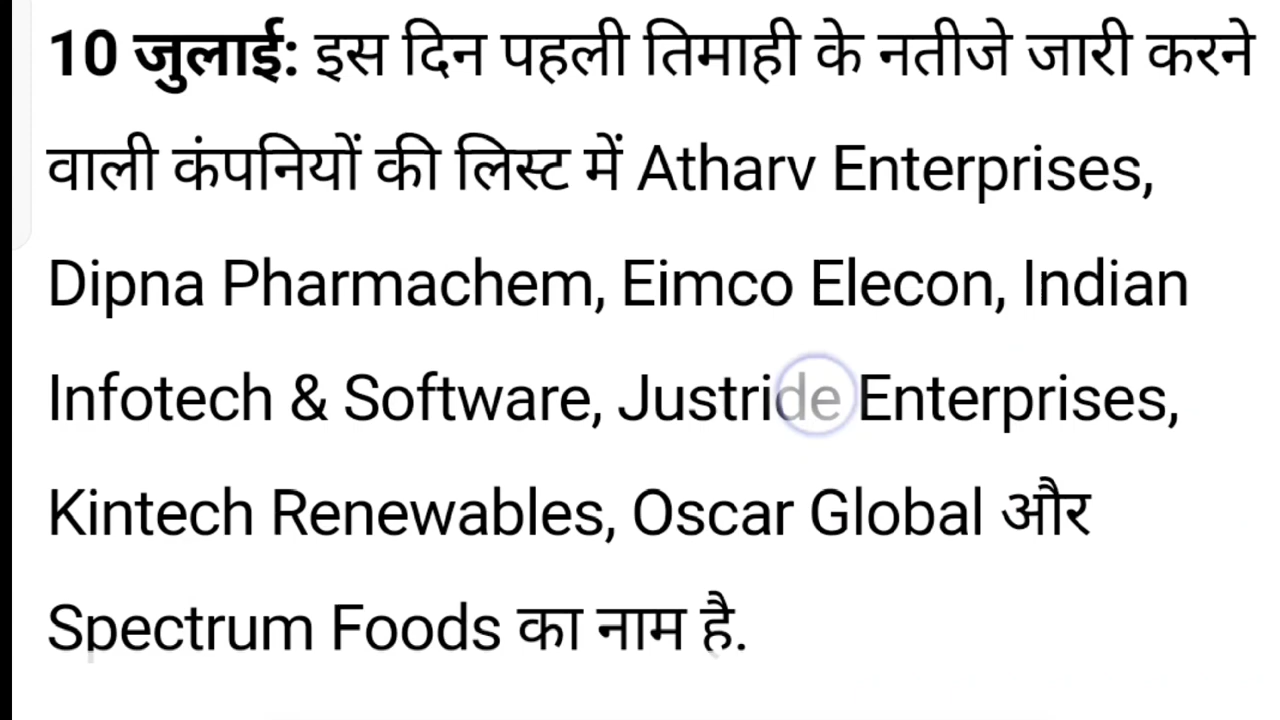 10 जुलाई: इस दिन पहली तिमाही के नतीजे जारी करने
वाली कंपनियों की लिस्ट में Atharv Enterprises,
Dipna Pharmachem, Eimco Elecon, Indian
Infotech & Software, Justride Enterprises,
Kintech Renewables, Oscar Global और
Spectrum Foods का नाम है.